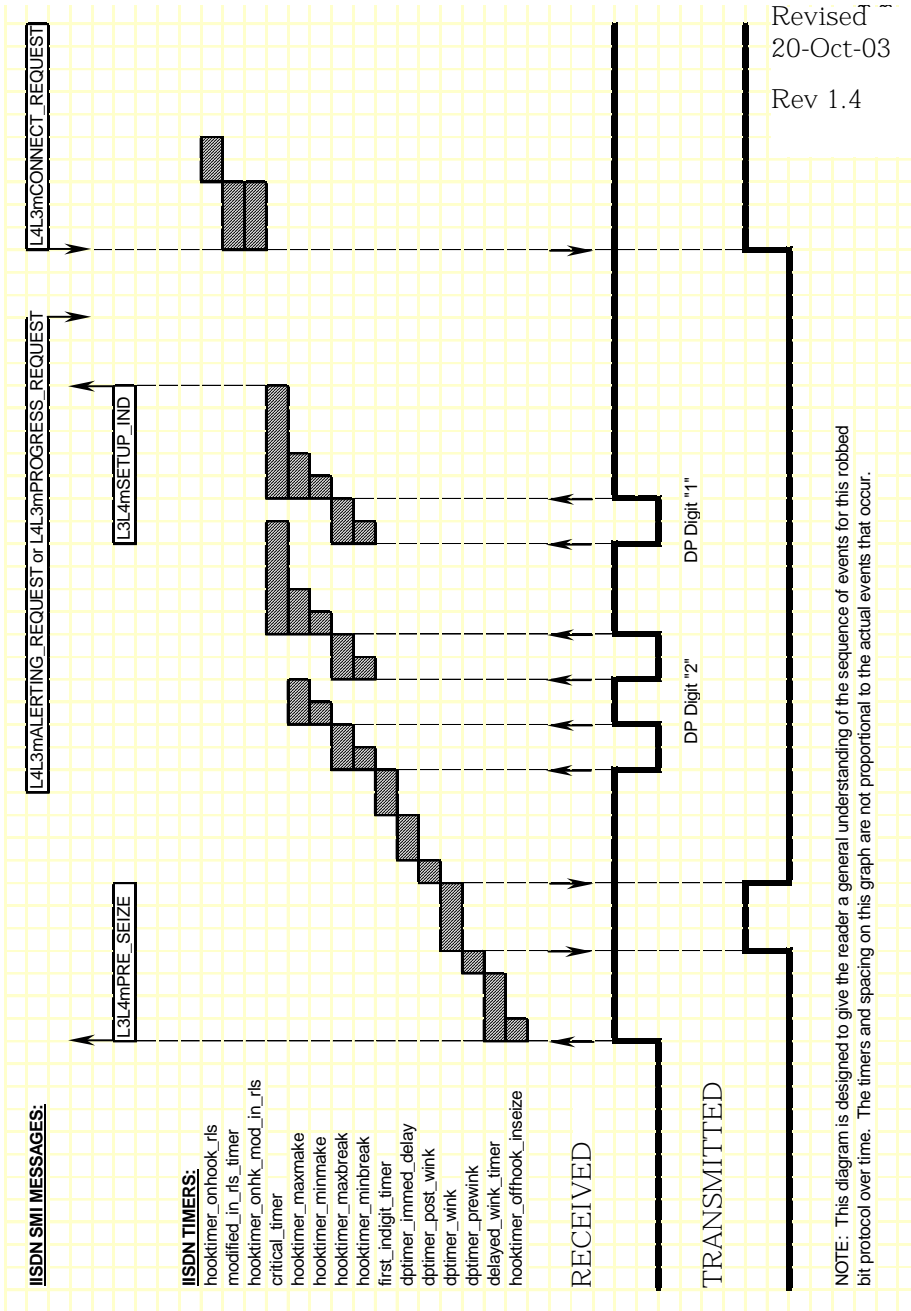 Revised
20-Oct-03
Rev 1.4
IISDN SMI MESSAGES:
L4L3mALERTING_REQUEST or L4L3mPROGRESS_REQUEST
L4L3mCONNECT_REQUEST
L3L4mPRE_SEIZE
L3L4mSETUP_IND
IISDN TIMERS:
hooktimer_onhook_rls
modified_in_rls_timer
hooktimer_onhk_mod_in_rls
critical_timer
hooktimer_maxmake
hooktimer_minmake
hooktimer_maxbreak
hooktimer_minbreak
first_indigit_timer
dptimer_immed_delay
dptimer_post_wink
dptimer_wink
dptimer_prewink
delayed_wink_timer
hooktimer_offhook_inseize
RECEIVED
DP Digit "2"
DP Digit "1"
TRANSMITTED
NOTE: This diagram is designed to give the reader a general understanding of the sequence of events for this robbed
bit protocol over time. The timers and spacing on this graph are not proportional to the actual events that occur.